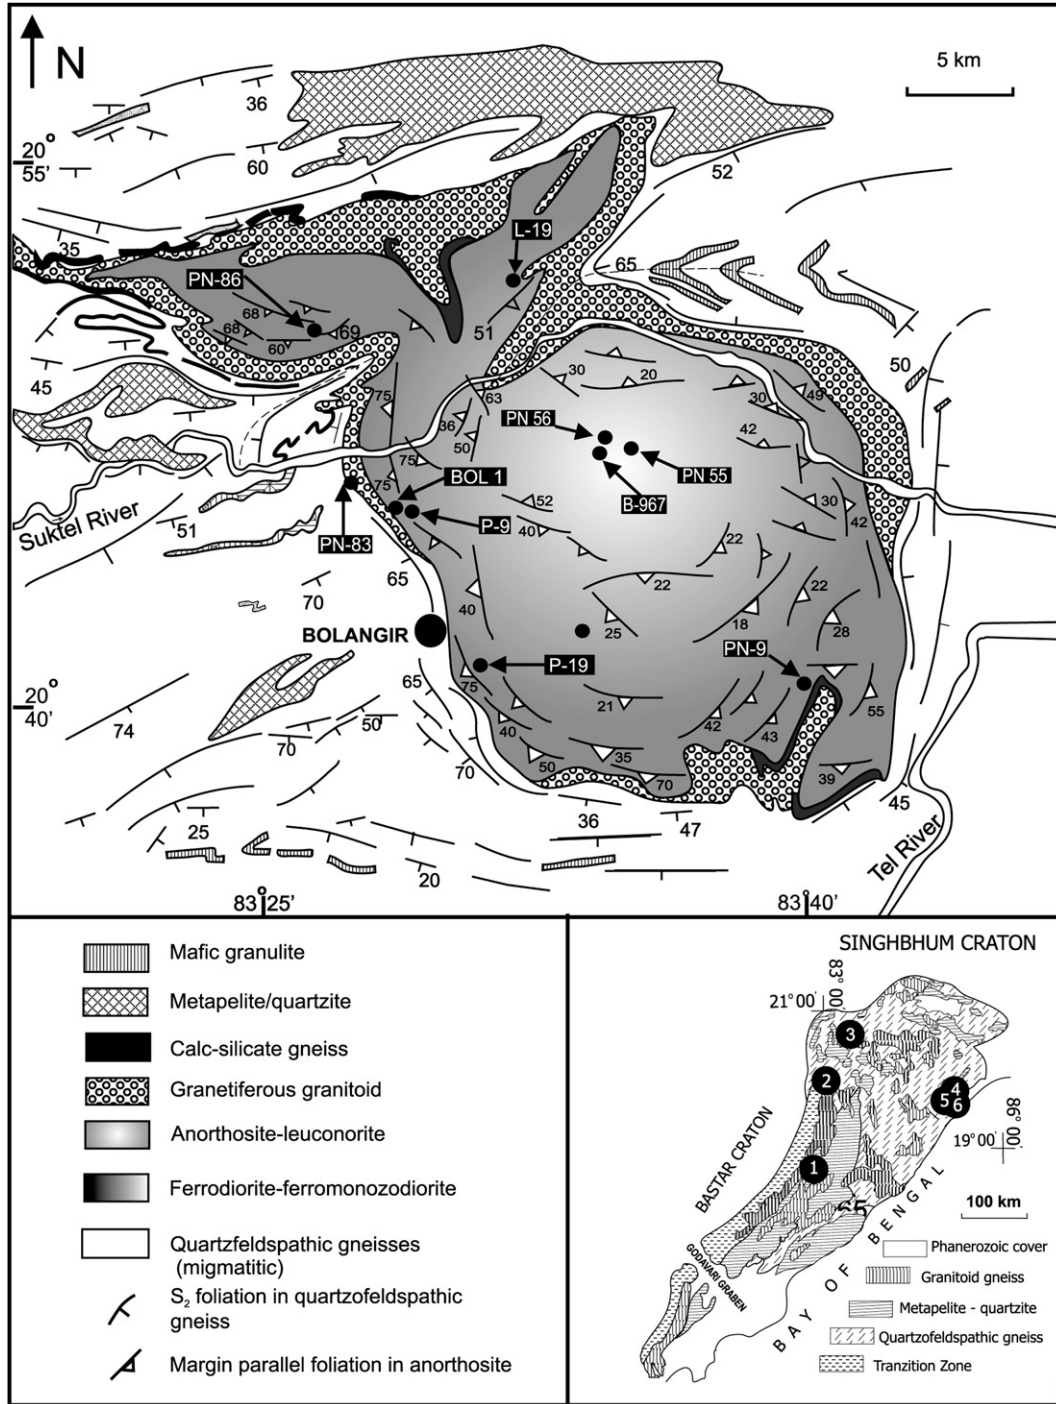 N
5 km
36
60
52
20°
55'
35
L-19
65
PN-86
68
68
69
60
51
50
45
75
63
30
20
30
49
36
50
42
PN 56
PN 55
B-967
75
75
BOL 1
P-9
52
40
30
42
Suktel River
51
PN-83
65
22
22
22
70
40
25
18
28
BOLANGIR
PN-9
P-19
65
75
20°
40'
74
50
70
40
21
42
43
55
70
50
35
70
39
45
25
36
47
20
Tel River
83° 25'
83° 40'
Mafic granulite
Metapelite/quartzite
Calc-silicate gneiss
Granetiferous granitoid
Anorthosite-leuconorite
Ferrodiorite-ferromonozodiorite
Quartzfeldspathic gneisses
(migmatitic)
S2 foliation in quartzofeldspathic
gneiss
Margin parallel foliation in anorthosite
SINGHBHUM CRATON
83° 00'
21° 00'
3
2
4
5
6
86° 00'
19° 00'
1
BASTAR CRATON
65
100 km
GODAVARI GRABEN
BAY OF BENGAL
Phanerozoic cover
Granitoid gneiss
Metapelite - quartzite
Quartzofeldspathic gneiss
Tranzition Zone